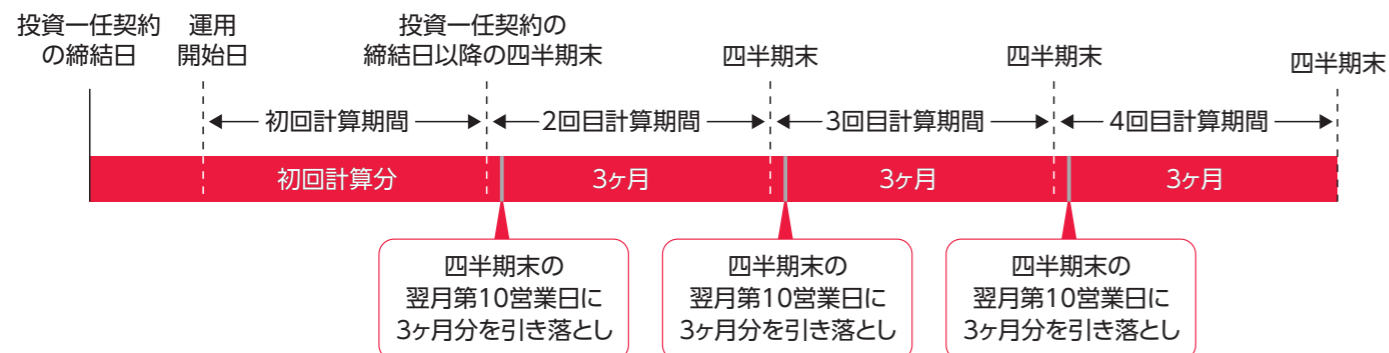 投資一任契約
の締結日
運用
開始日
投資一任契約の
締結日以降の四半期末
四半期末
四半期末
四半期末
初回計算期間
2回目計算期間
3回目計算期間
4回目計算期間
初回計算分
3ヶ月
3ヶ月
3ヶ月
四半期末の
翌月第10営業日に
3ヶ月分を引き落とし
四半期末の
翌月第10営業日に
3ヶ月分を引き落とし
四半期末の
翌月第10営業日に
3ヶ月分を引き落とし